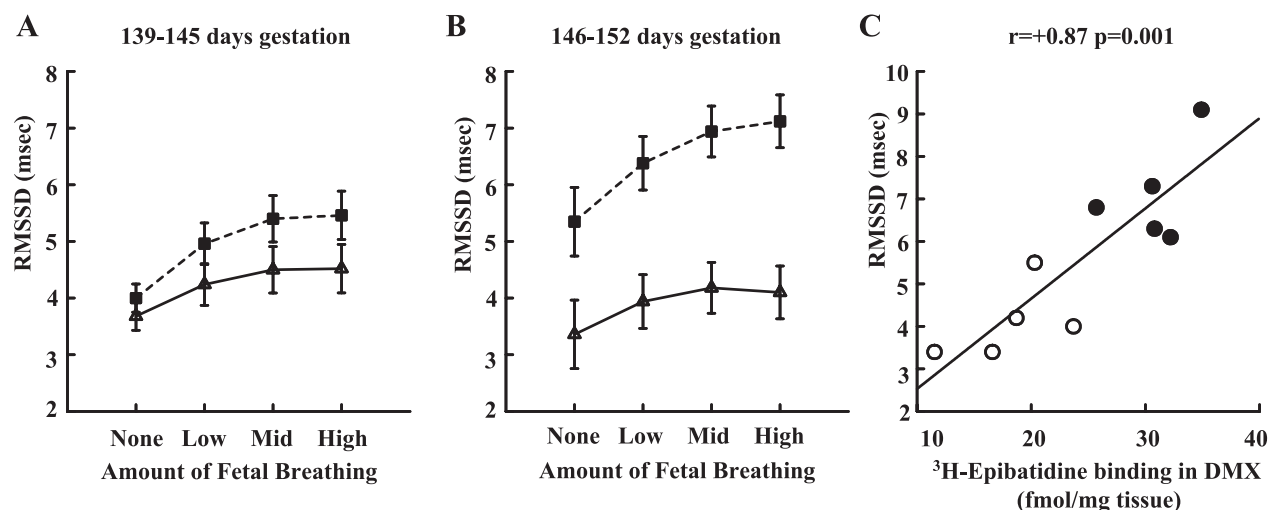 A
139-145 days gestation
RMSSD (msec)
8
7
6
5
4
3
2
None Low Mid High
Amount of Fetal Breathing
B
146-152 days gestation
RMSSD (msec)
8
7
6
5
4
3
2
None Low Mid High
Amount of Fetal Breathing
C
r=+0.87 p=0.001
RMSSD (msec)
10
9
8
7
6
5
4
3
2
10 20 30 40
³H-Epibatidine binding in DMX
(fmol/mg tissue)